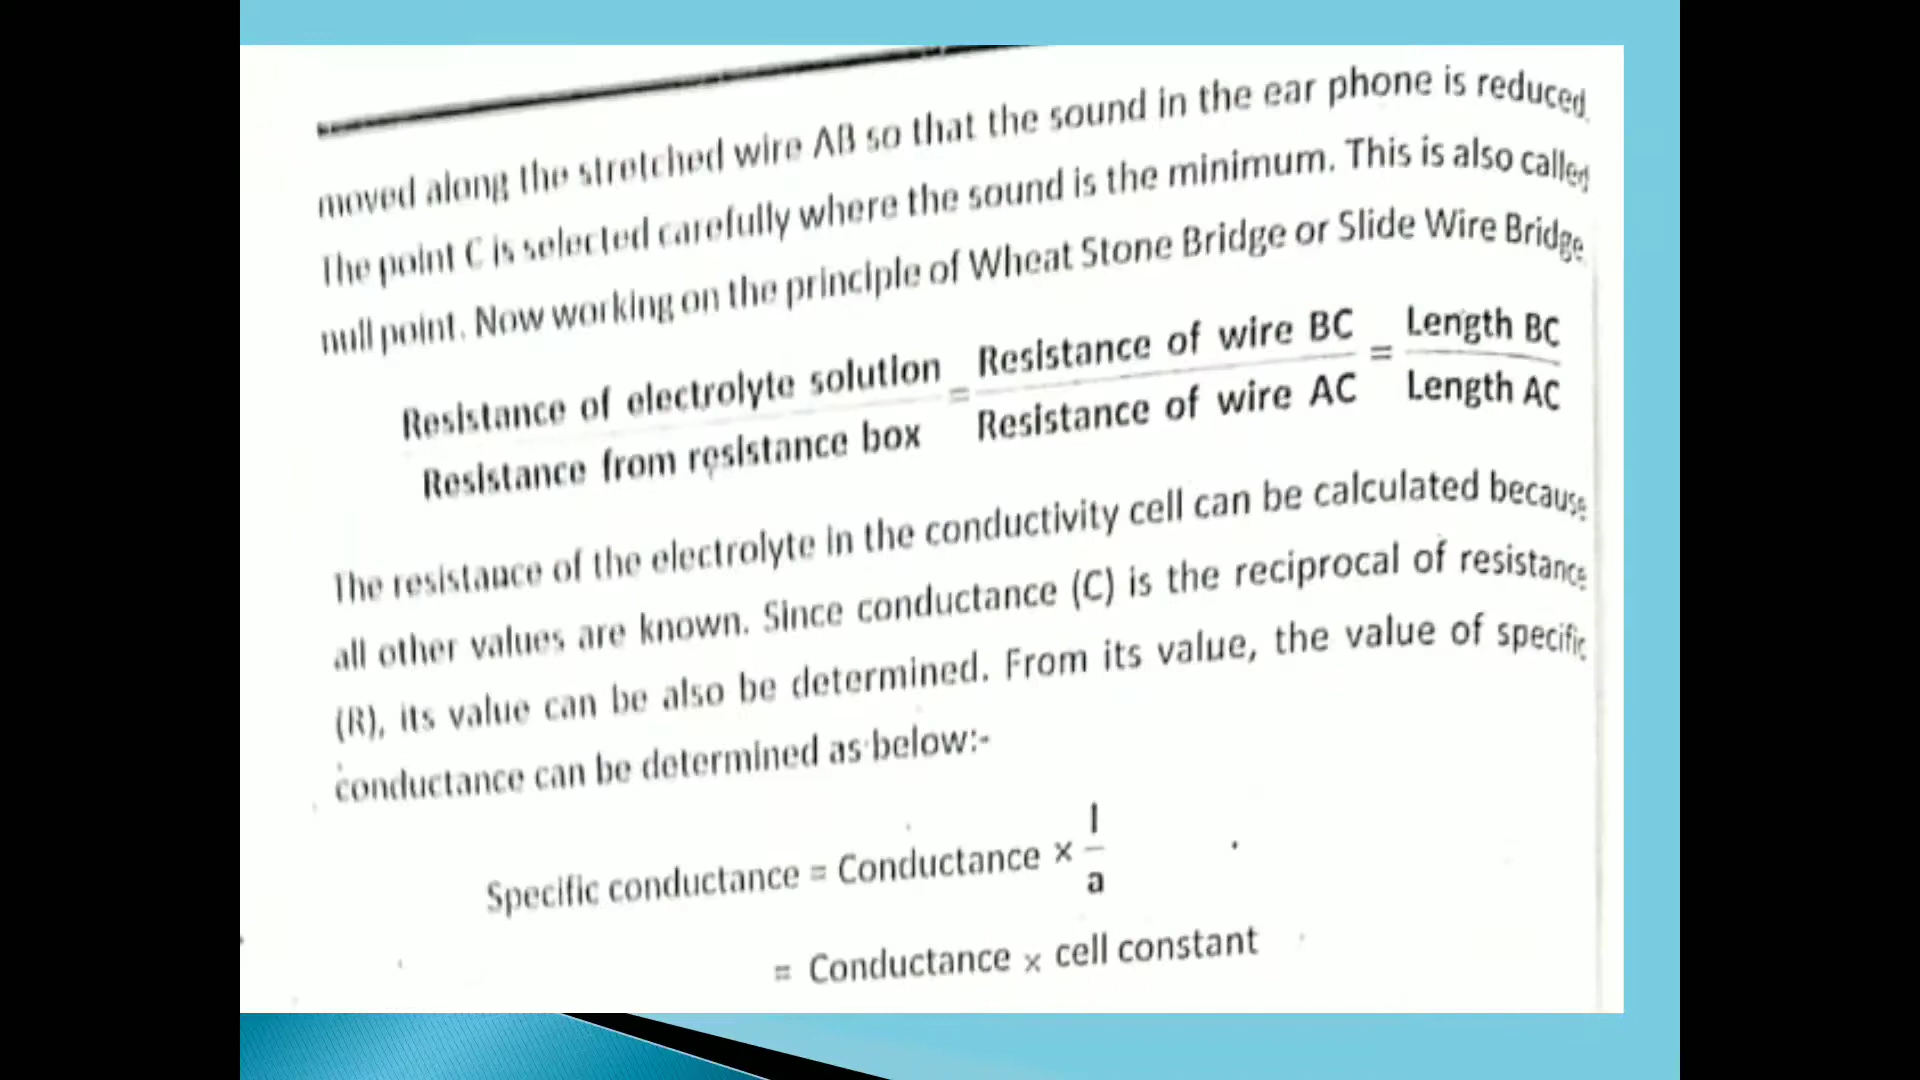 moved along the stretched wire AB so that the sound in the ear phone is reduced.
The point C is selected carefully where the sound is the minimum. This is also called
null point. Now working on the principle of Wheat Stone Bridge or Slide Wire Bridge
Resistance of electrolyte solution / Resistance from resistance box = Resistance of wire BC / Resistance of wire AC = Length BC / Length AC
The resistance of the electrolyte in the conductivity cell can be calculated because
all other values are known. Since conductance (C) is the reciprocal of resistance
(R), its value can be also be determined. From its value, the value of specific
conductance can be determined as below:-
Specific conductance = Conductance × l / a
= Conductance × cell constant